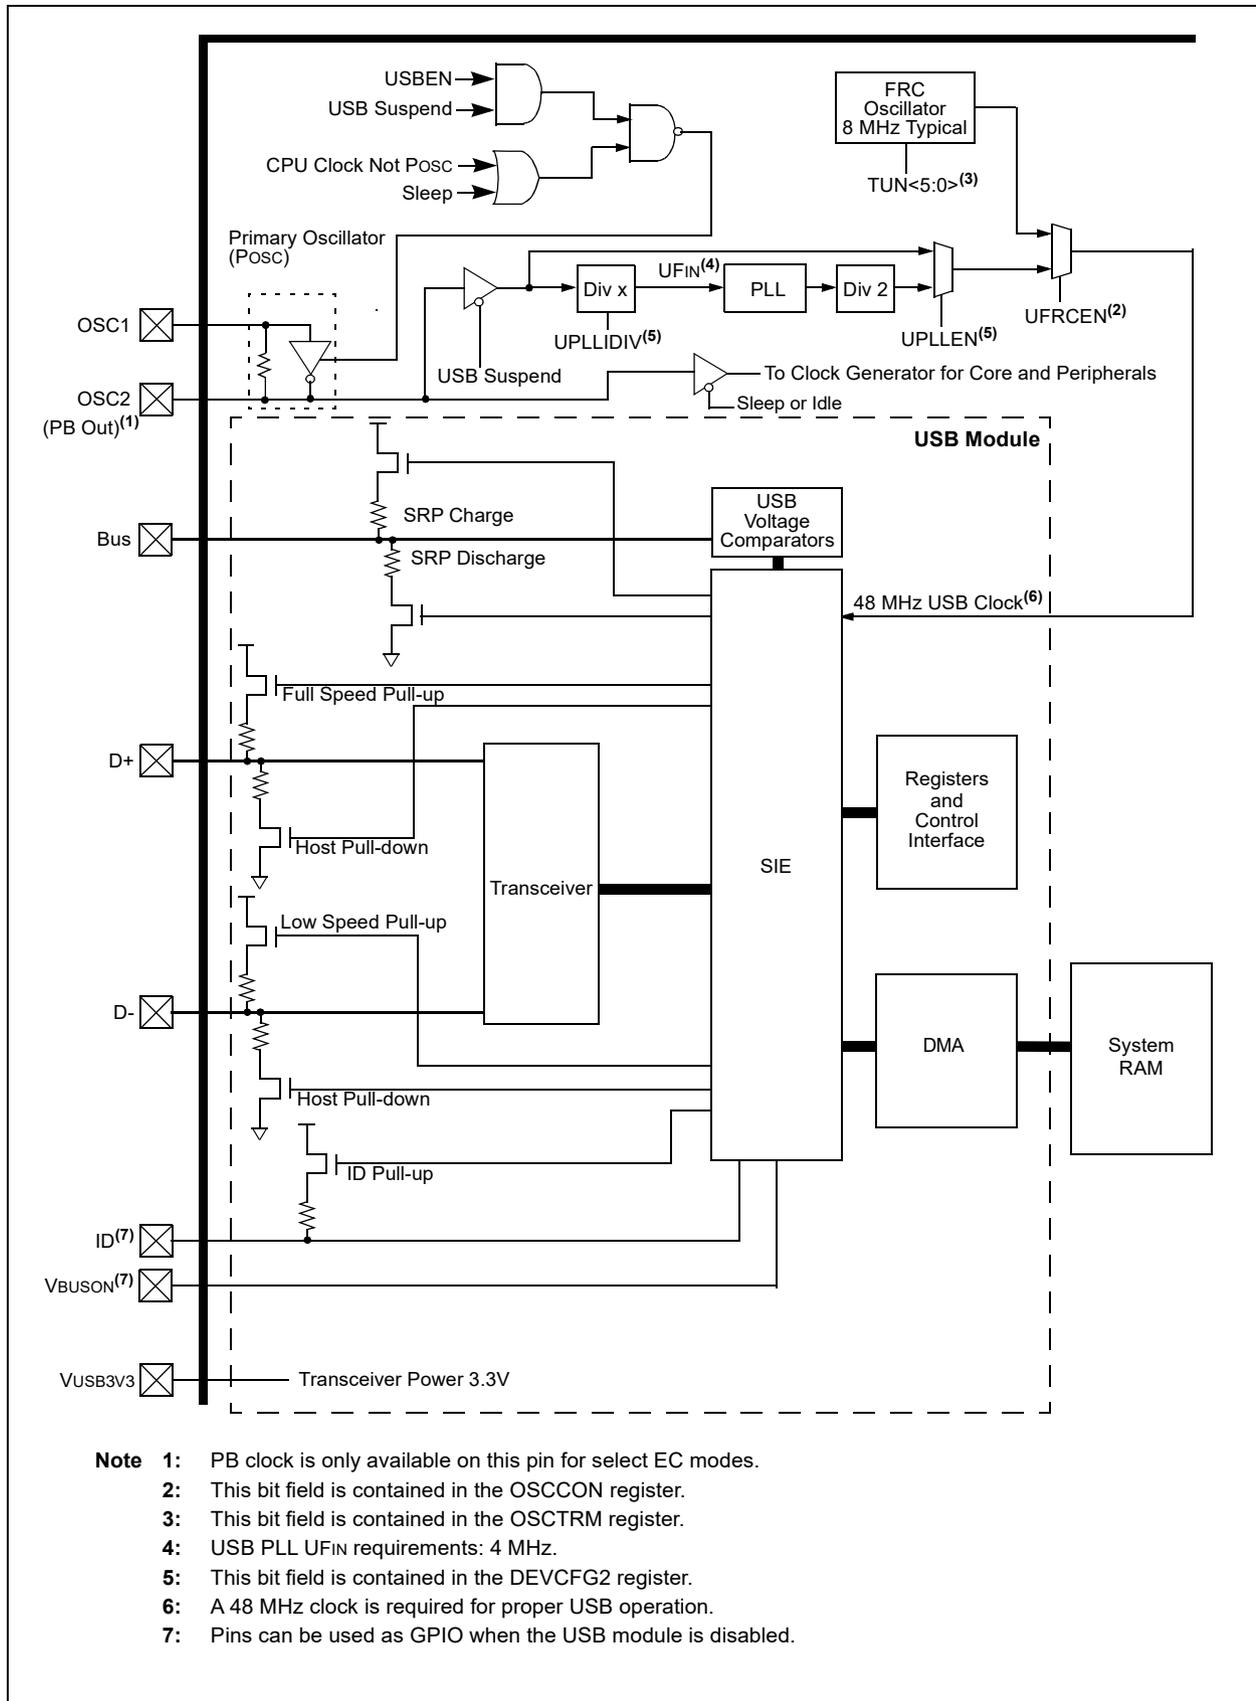 USBEN
USB Suspend
CPU Clock Not POSC
Sleep
FRC
Oscillator
8 MHz Typical
TUN<5:0>(3)
Primary Oscillator
(POSC)
UFIN(4)
Div x
PLL
Div 2
UPLLIDIV(5)
UPLLEN(5)
UFRCEN(2)
USB Suspend
OSC1
OSC2
(PB Out)(1)
To Clock Generator for Core and Peripherals
Sleep or Idle
USB Module
SRP Charge
USB
Voltage
Comparators
Bus
SRP Discharge
48 MHz USB Clock(6)
Full Speed Pull-up
D+
Registers
and
Control
Interface
Host Pull-down
SIE
Transceiver
Low Speed Pull-up
D-
DMA
System
RAM
Host Pull-down
ID Pull-up
ID(7)
VBUSON(7)
VUSB3V3
Transceiver Power 3.3V
Note 1: PB clock is only available on this pin for select EC modes.
2: This bit field is contained in the OSCCON register.
3: This bit field is contained in the OSCTRM register.
4: USB PLL UFIN requirements: 4 MHz.
5: This bit field is contained in the DEVCFG2 register.
6: A 48 MHz clock is required for proper USB operation.
7: Pins can be used as GPIO when the USB module is disabled.